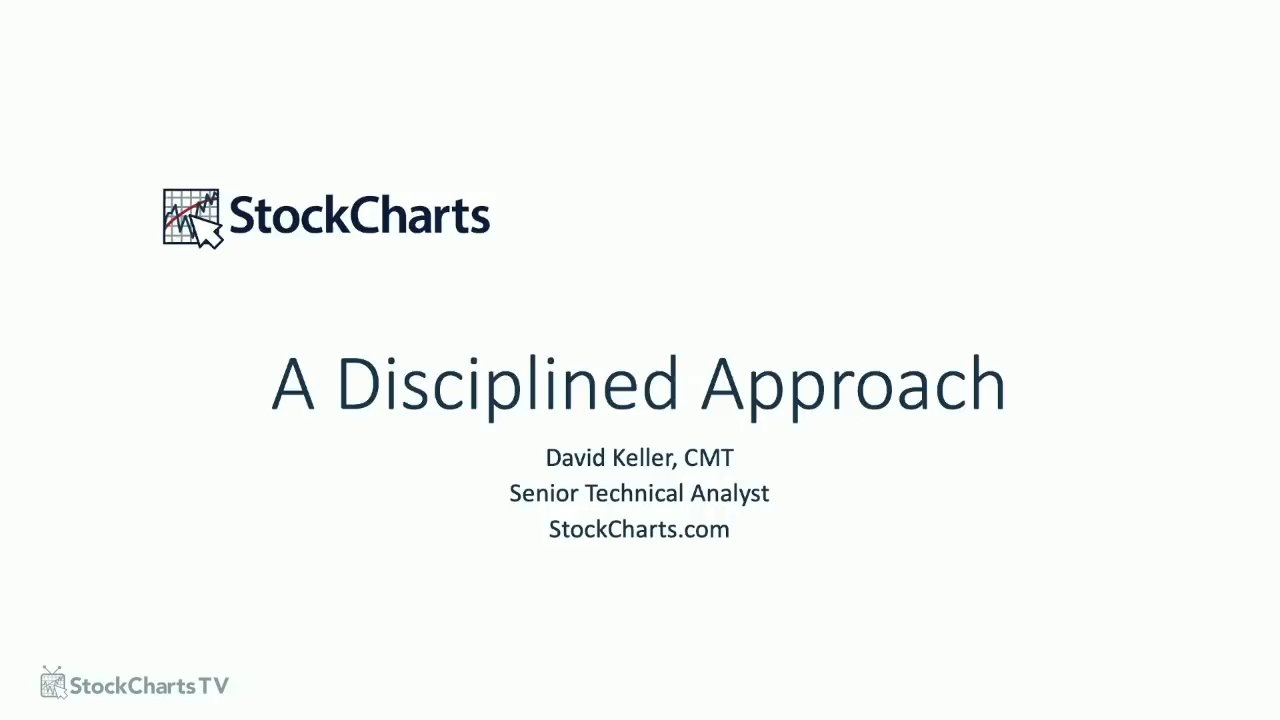 StockCharts
A Disciplined Approach
David Keller, CMT
Senior Technical Analyst
StockCharts.com
StockChartsTV